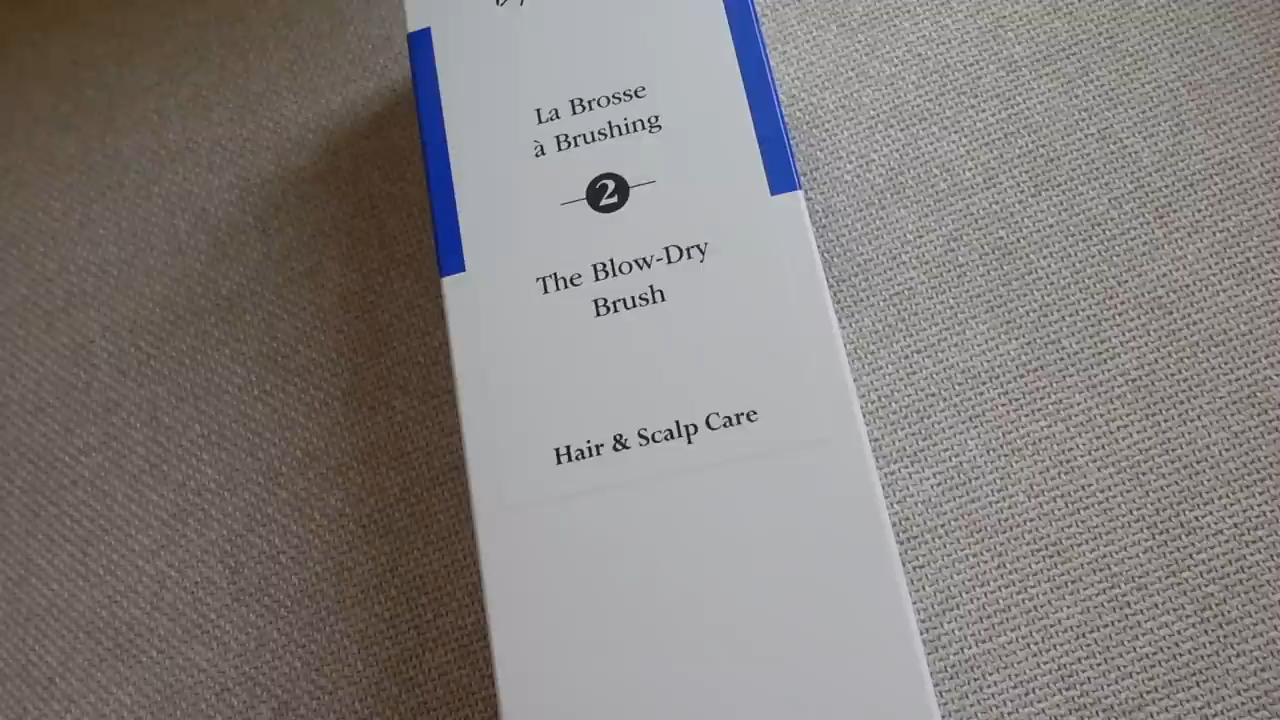 La Brosse
à Brushing
2
The Blow-Dry
Brush
Hair & Scalp Care